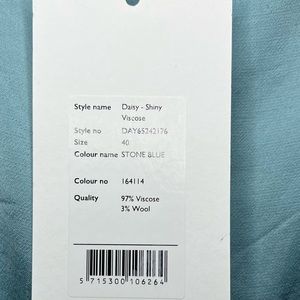 Style name Daisy - Shiny
Viscose
Style no DAY65242176
Size 40
Colour name STONE BLUE
Colour no 164114
Quality 97% Viscose
3% Wool
5 715300 106264